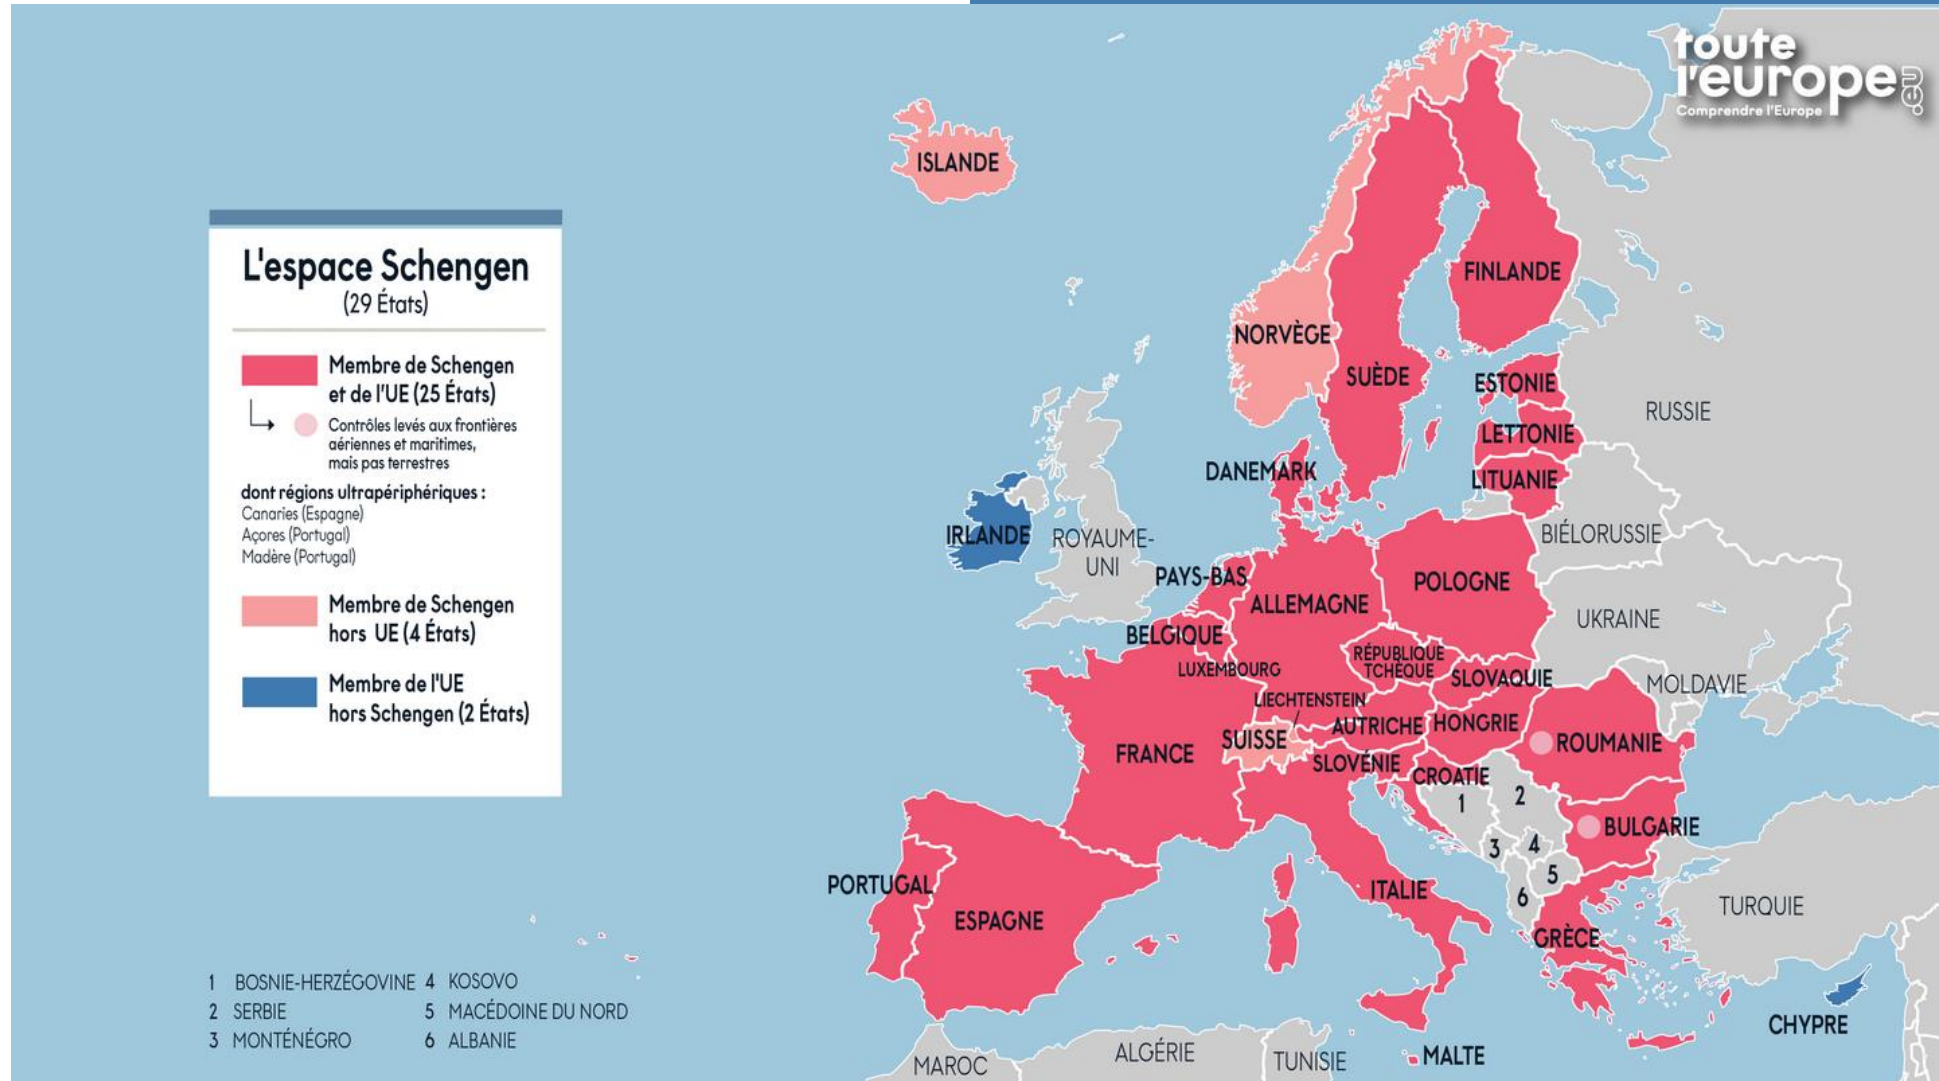 toute
l'europe
.eu
Comprendre l'Europe
L'espace Schengen
(29 États)
Membre de Schengen
et de l'UE (25 États)
Contrôles levés aux frontières
aériennes et maritimes,
mais pas terrestres
dont régions ultrapériphériques :
Canaries (Espagne)
Açores (Portugal)
Madère (Portugal)
Membre de Schengen
hors UE (4 États)
Membre de l'UE
hors Schengen (2 États)
ISLANDE
FINLANDE
NORVÈGE
SUÈDE
ESTONIE
RUSSIE
LETTONIE
DANEMARK
LITUANIE
IRLANDE
ROYAUME-
UNI
BIÉLORUSSIE
PAYS-BAS
POLOGNE
ALLEMAGNE
UKRAINE
BELGIQUE
RÉPUBLIQUE
TCHÈQUE
LUXEMBOURG
SLOVAQUIE
MOLDAVIE
LIECHTENSTEIN
AUTRICHE
HONGRIE
SUISSE
ROUMANIE
FRANCE
SLOVÉNIE
CROATIE
1
2
BULGARIE
3
4
5
6
PORTUGAL
ESPAGNE
ITALIE
TURQUIE
GRÈCE
CHYPRE
MALTE
MAROC
ALGÉRIE
TUNISIE
1 BOSNIE-HERZÉGOVINE
2 SERBIE
3 MONTÉNÉGRO
4 KOSOVO
5 MACÉDOINE DU NORD
6 ALBANIE